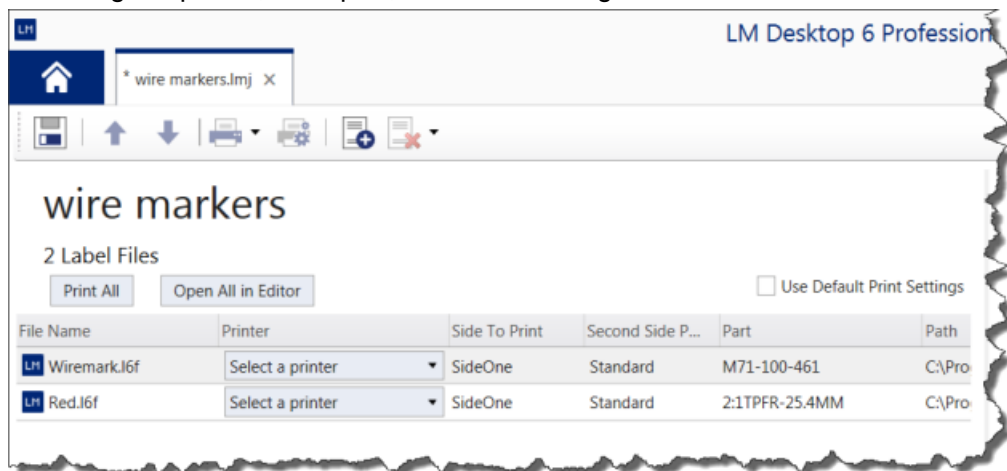 LM
LM Desktop 6 Profession
* wire markers.lmj ×
wire markers
2 Label Files
Print All Open All in Editor Use Default Print Settings
File Name Printer Side To Print Second Side P... Part Path
LM Wiremark.l6f Select a printer SideOne Standard M71-100-461 C:\Pro
LM Red.l6f Select a printer SideOne Standard 2:1TPFR-25.4MM C:\Pro